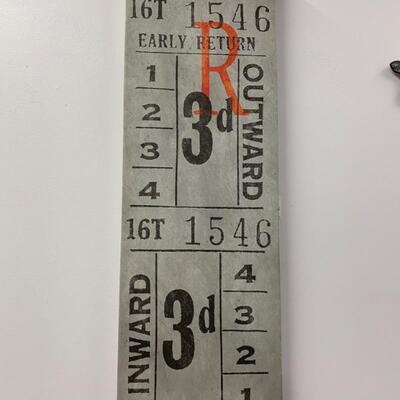 16T 1546
EARLY RETURN
R
1
2
3
4
3d
OUTWARD
16T 1546
INWARD
3d
4
3
2
1